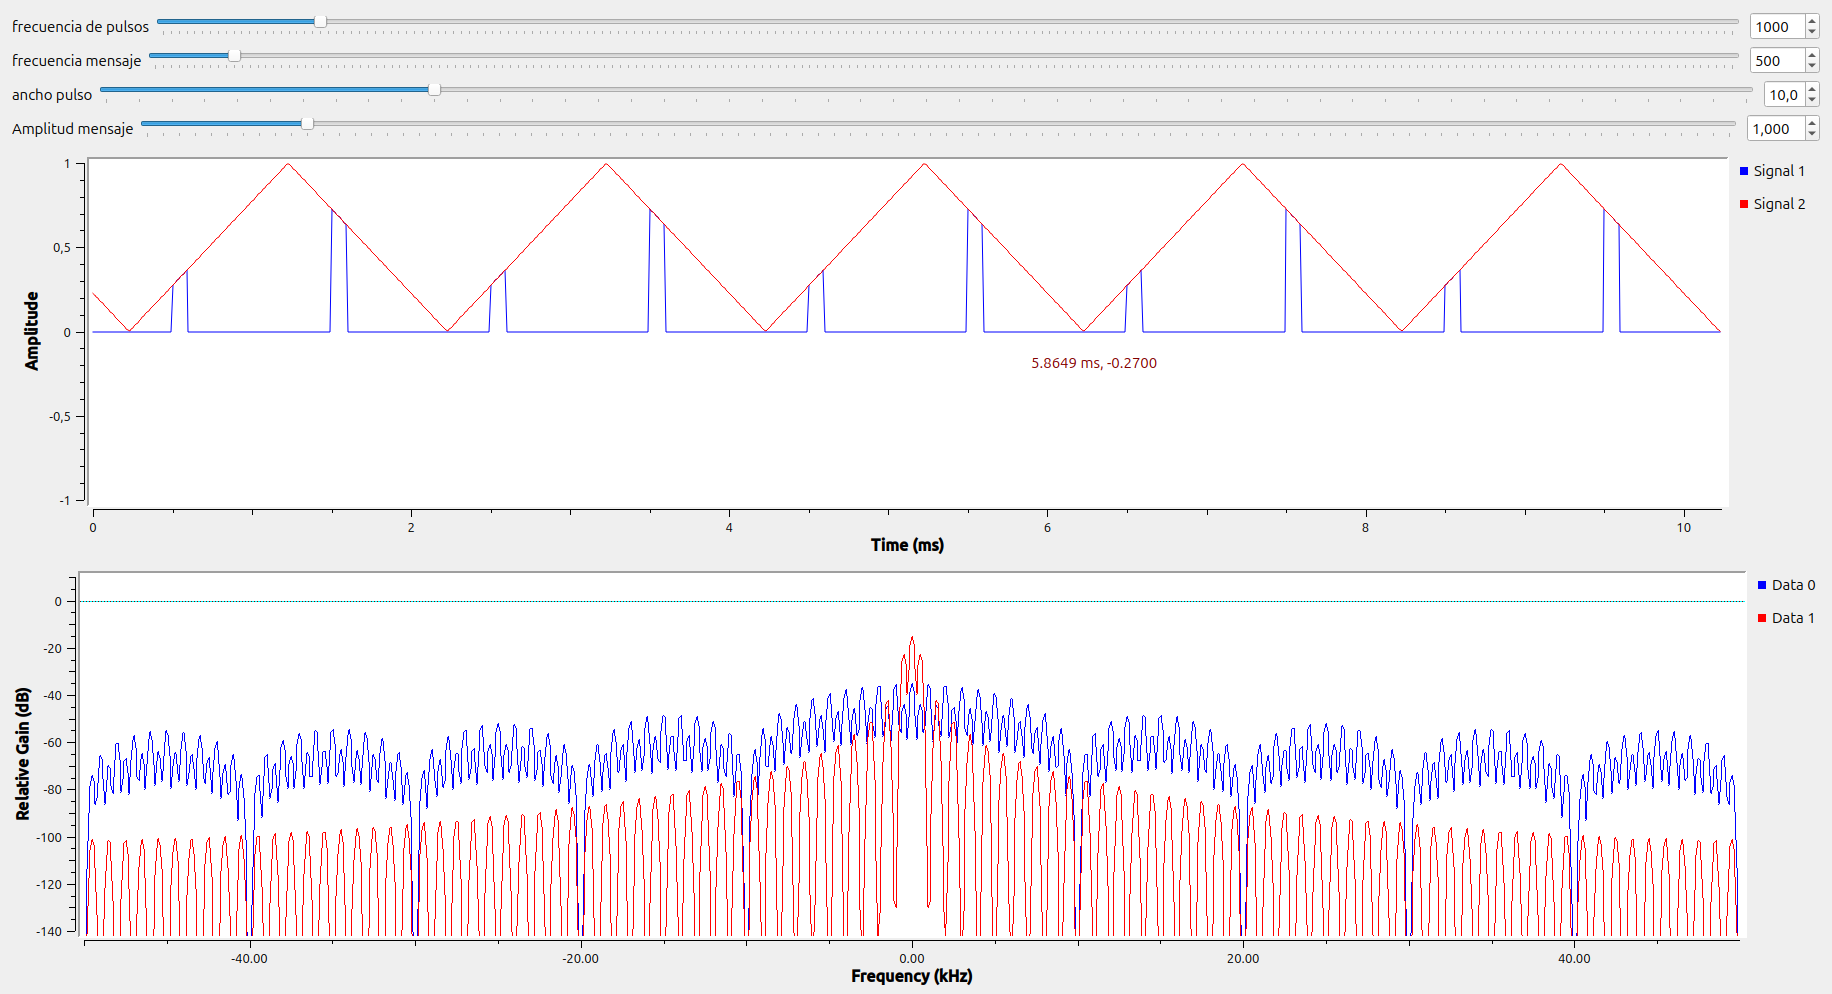 frecuencia de pulsos 1000
frecuencia mensaje 500
ancho pulso 10,0
Amplitud mensaje 1,000
1
0,5
0
-0,5
-1
Amplitude
5.8649 ms, -0.2700
Signal 1
Signal 2
0 2 4 6 8 10
Time (ms)
0
-20
-40
-60
-80
-100
-120
-140
Relative Gain (dB)
Data 0
Data 1
-40.00 -20.00 0.00 20.00 40.00
Frequency (kHz)